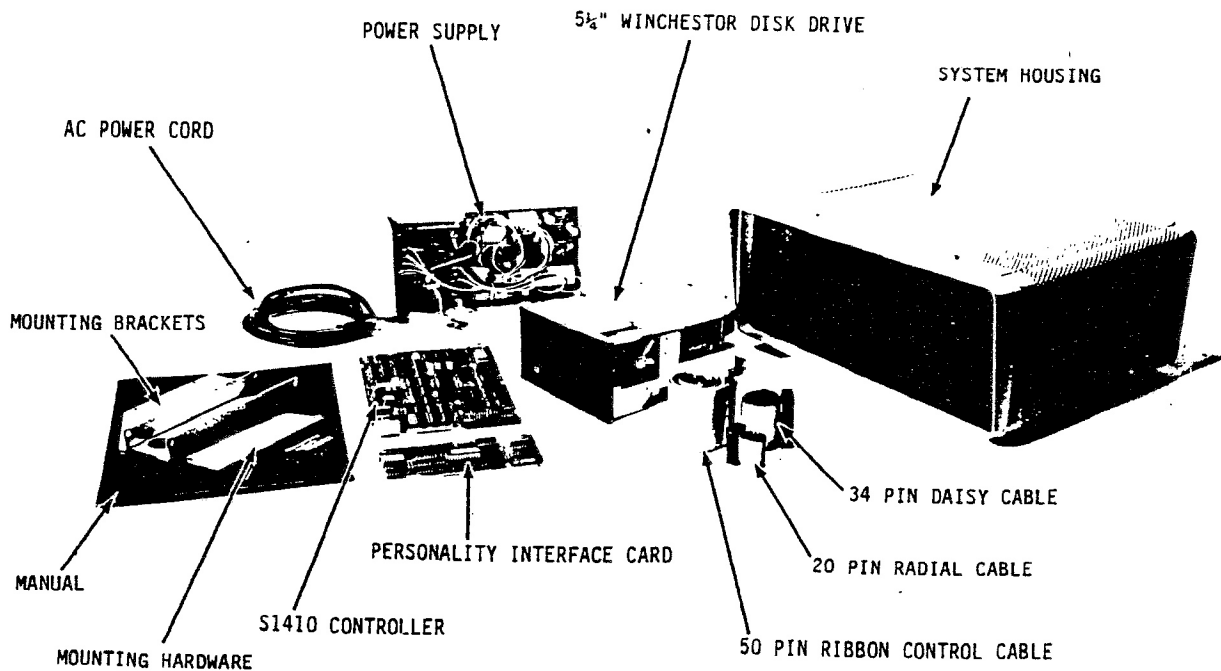 5¼" WINCHESTOR DISK DRIVE
POWER SUPPLY
SYSTEM HOUSING
AC POWER CORD
MOUNTING BRACKETS
34 PIN DAISY CABLE
PERSONALITY INTERFACE CARD
20 PIN RADIAL CABLE
MANUAL
S1410 CONTROLLER
50 PIN RIBBON CONTROL CABLE
MOUNTING HARDWARE